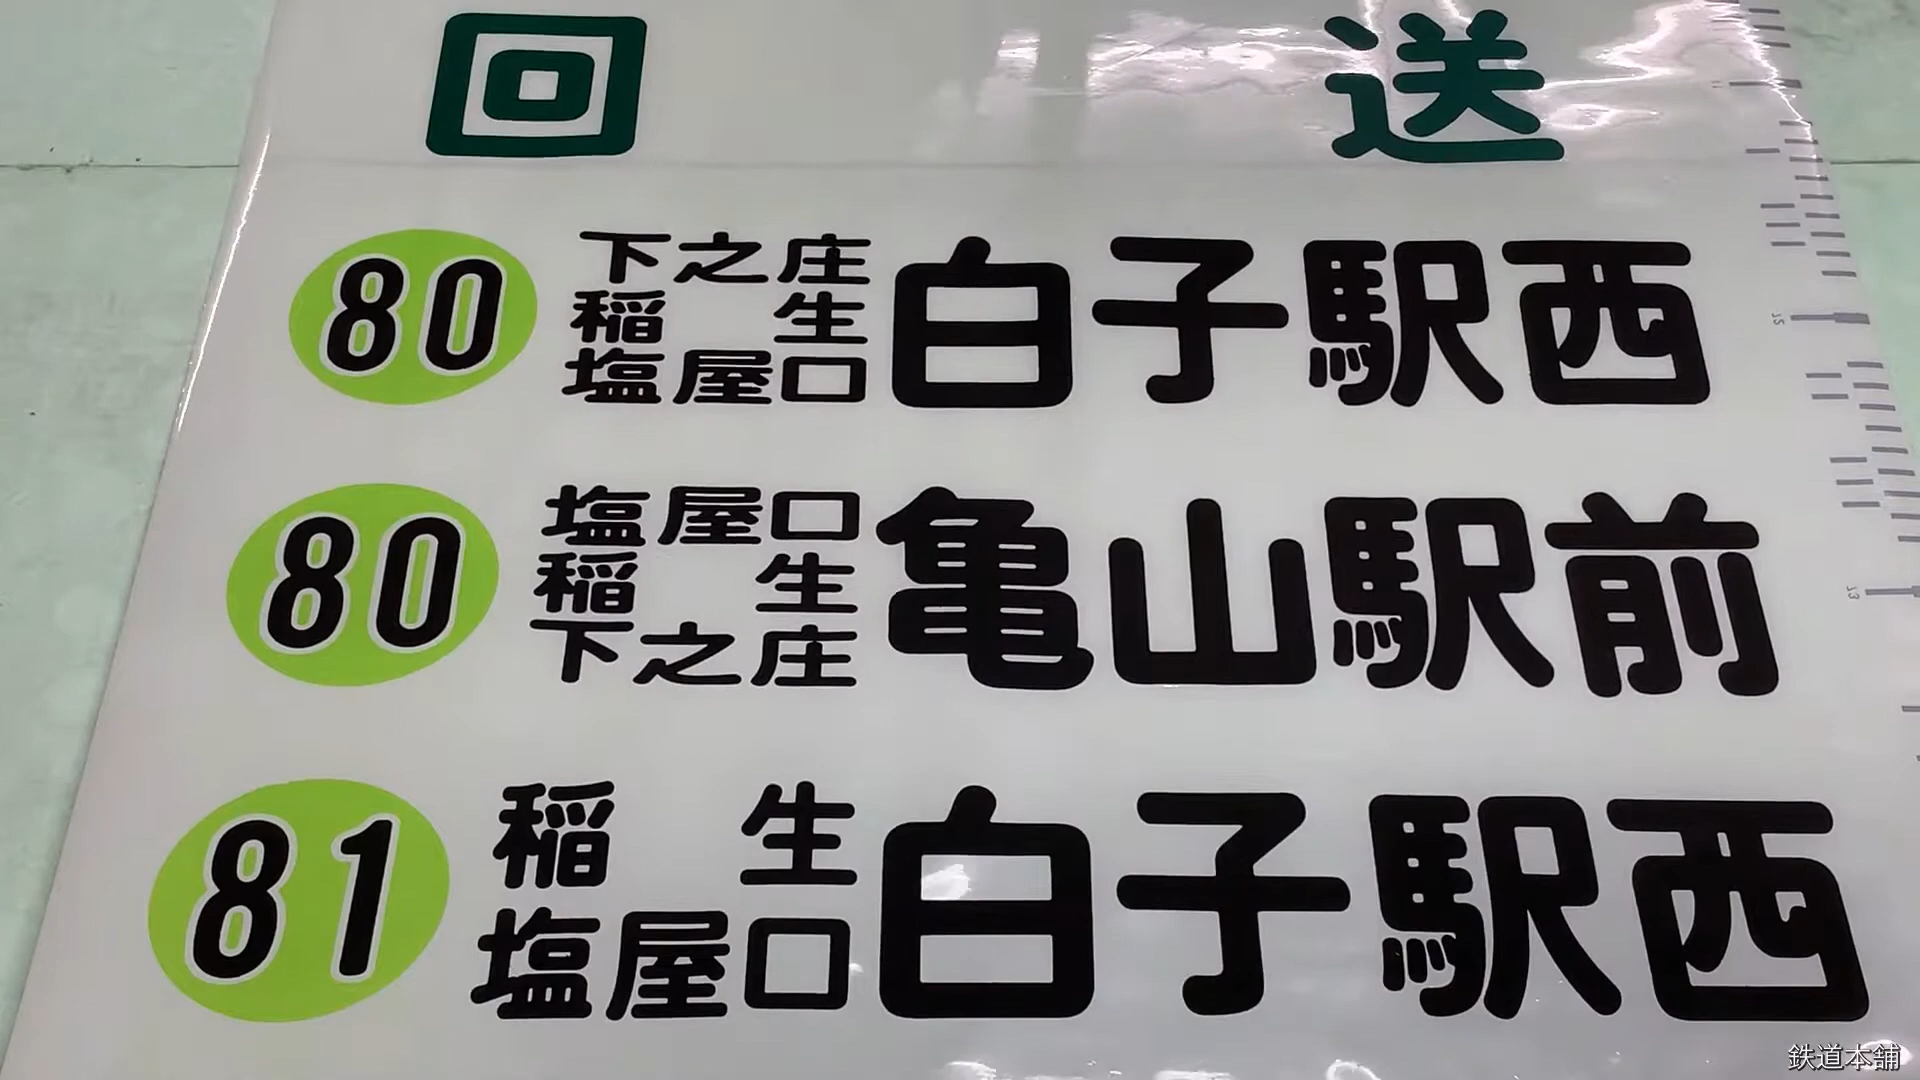 回送
80 下之庄 稲生 塩屋口 白子駅西
80 塩屋口 稲生 下之庄 亀山駅前
81 稲生 塩屋口 白子駅西
15
13
鉄道本舗